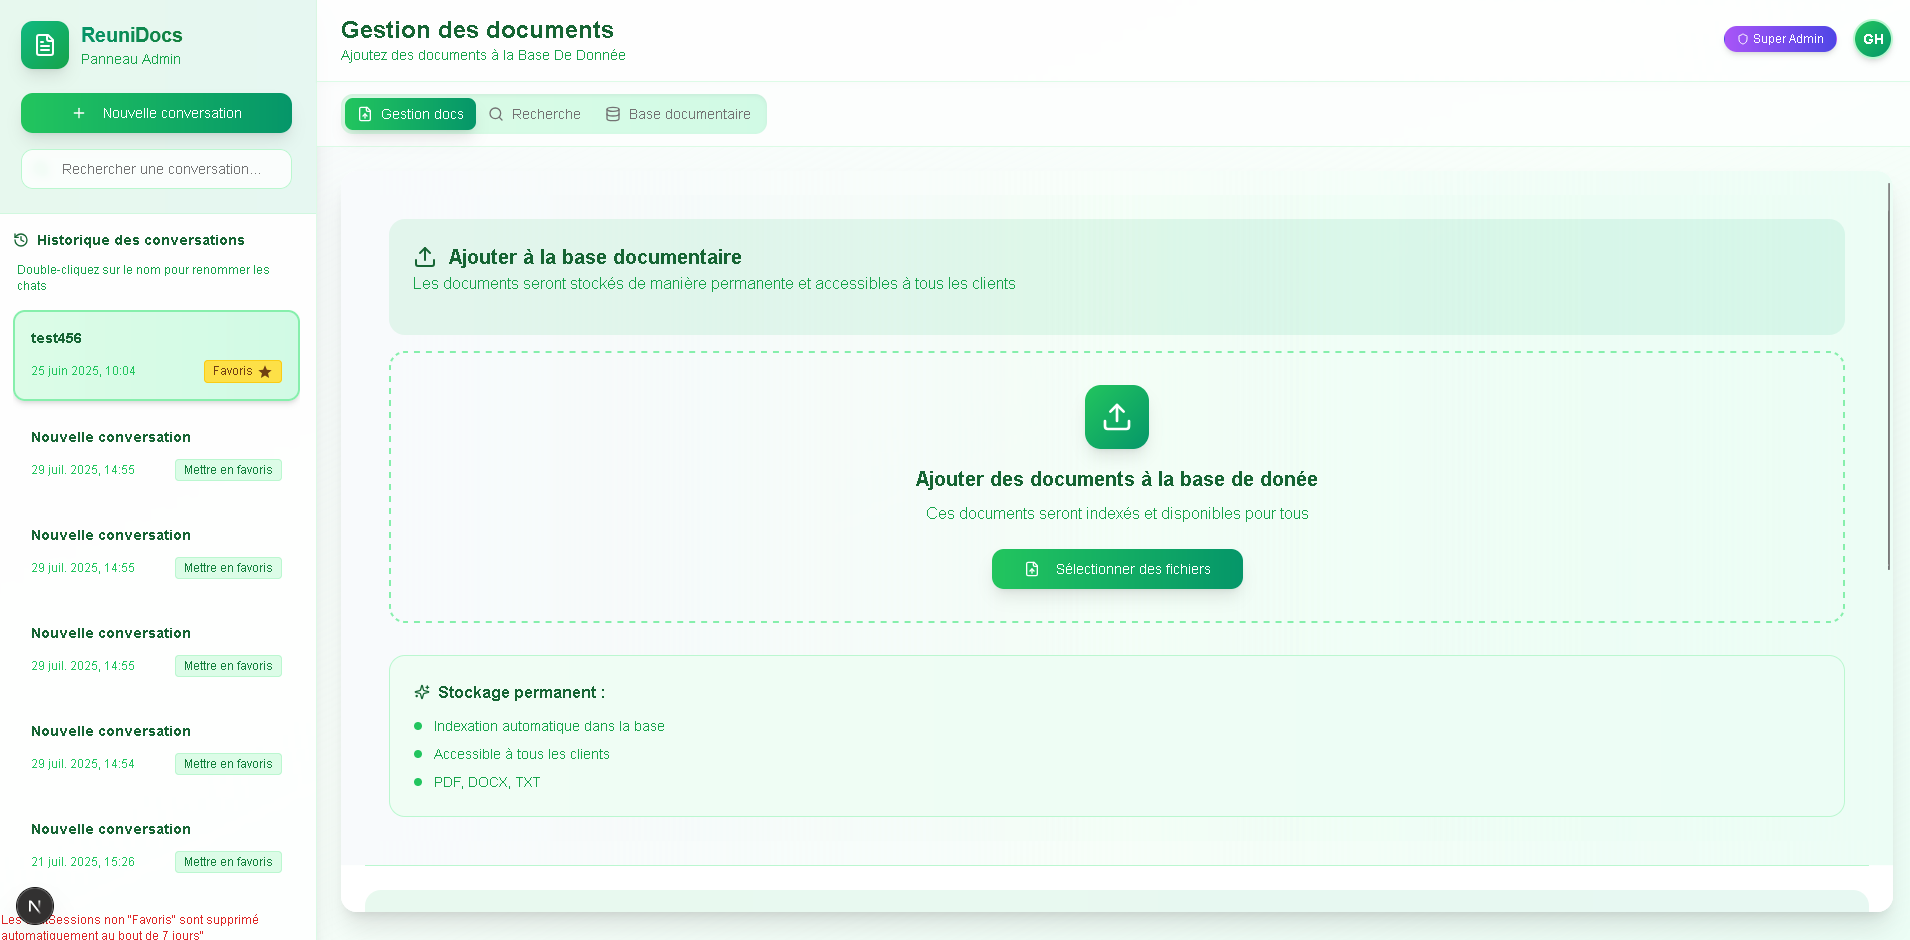 ReuniDocs
Panneau Admin
Nouvelle conversation
Rechercher une conversation...
Historique des conversations
Double-cliquez sur le nom pour renommer les
chats
test456
25 juin 2025, 10:04
Favoris
Nouvelle conversation
29 juil. 2025, 14:55
Mettre en favoris
Nouvelle conversation
29 juil. 2025, 14:55
Mettre en favoris
Nouvelle conversation
29 juil. 2025, 14:55
Mettre en favoris
Nouvelle conversation
29 juil. 2025, 14:54
Mettre en favoris
Nouvelle conversation
21 juil. 2025, 15:26
Mettre en favoris
N
Les Sessions non "Favoris" sont supprimé
automatiquement au bout de 7 jours"
Gestion des documents
Ajoutez des documents à la Base De Donnée
Super Admin
GH
Gestion docs
Recherche
Base documentaire
Ajouter à la base documentaire
Les documents seront stockés de manière permanente et accessibles à tous les clients
Ajouter des documents à la base de donée
Ces documents seront indexés et disponibles pour tous
Sélectionner des fichiers
Stockage permanent :
Indexation automatique dans la base
Accessible à tous les clients
PDF, DOCX, TXT